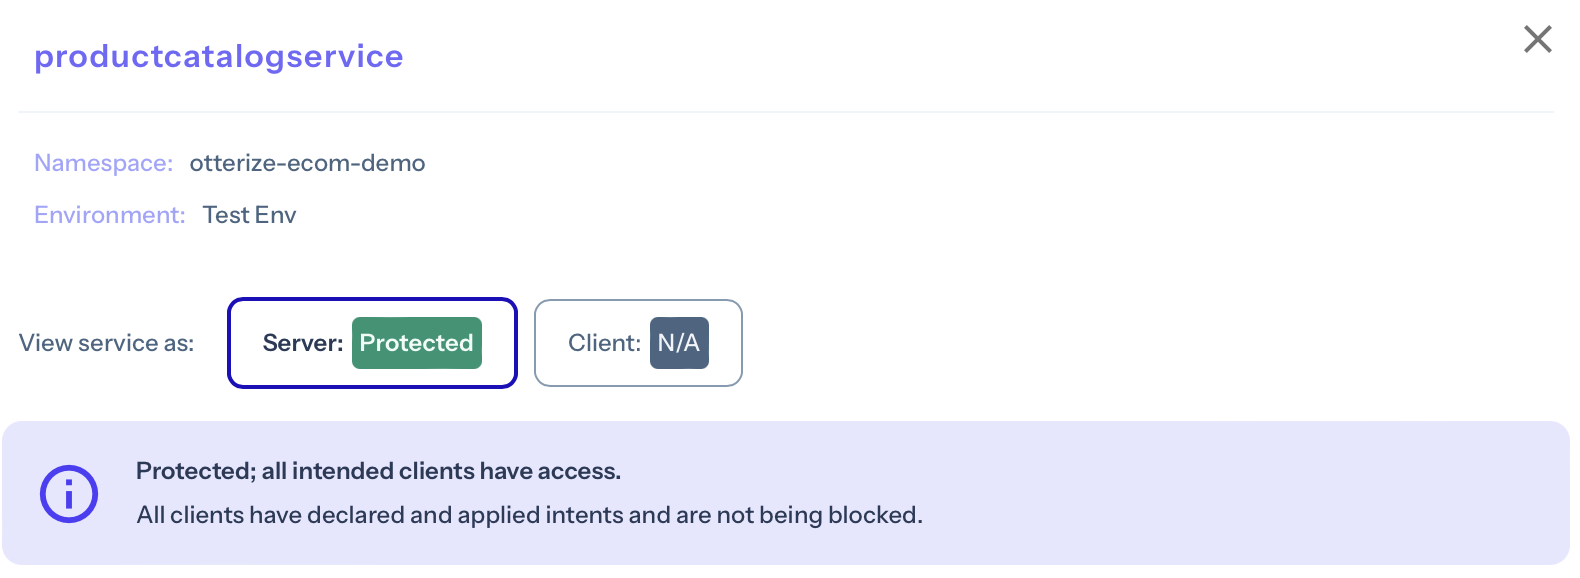 productcatalogservice
Namespace: otterize-ecom-demo
Environment: Test Env
View service as: Server: Protected Client: N/A
Protected; all intended clients have access.
All clients have declared and applied intents and are not being blocked.